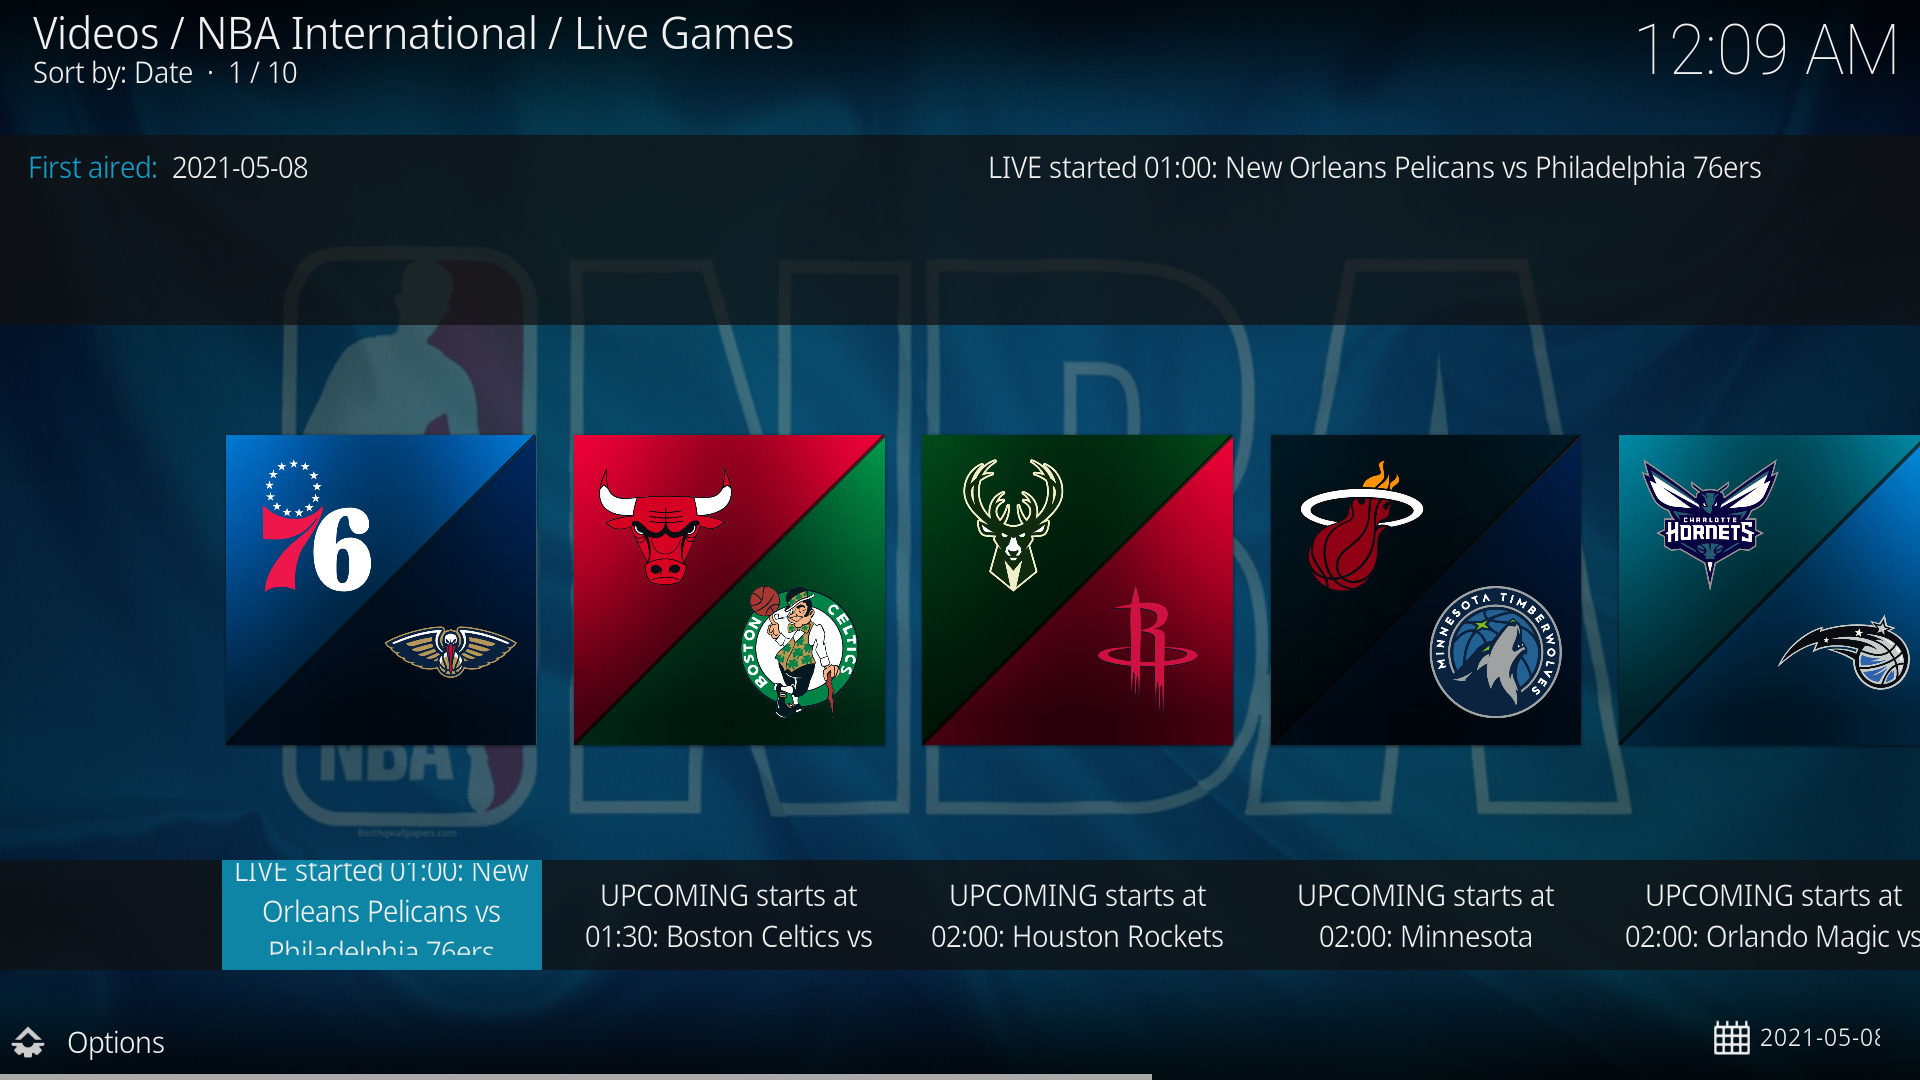 Videos / NBA International / Live Games
Sort by: Date · 1 / 10
12:09 AM
First aired: 2021-05-08
LIVE started 01:00: New Orleans Pelicans vs Philadelphia 76ers
76
BOSTON CELTICS
R
MINNESOTA TIMBERWOLVES
CHARLOTTE
HORNETS
NBA
NBA
Besthqwallpapers.com
LIVE started 01:00: New
Orleans Pelicans vs
Philadelphia 76ers
UPCOMING starts at
01:30: Boston Celtics vs
UPCOMING starts at
02:00: Houston Rockets
UPCOMING starts at
02:00: Minnesota
UPCOMING starts at
02:00: Orlando Magic vs
Options
2021-05-08